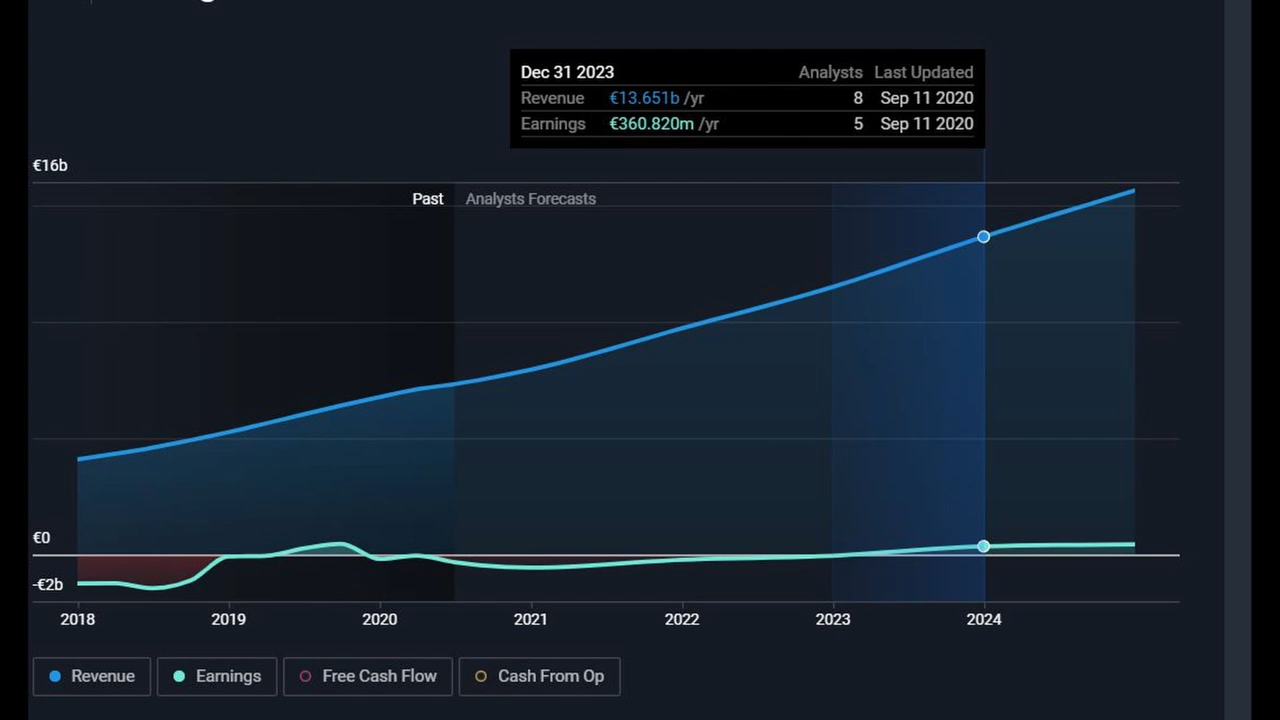 Dec 31 2023 Analysts Last Updated
Revenue €13.651b /yr 8 Sep 11 2020
Earnings €360.820m /yr 5 Sep 11 2020
€16b
Past Analysts Forecasts
€0
-€2b
2018 2019 2020 2021 2022 2023 2024
Revenue Earnings Free Cash Flow Cash From Op